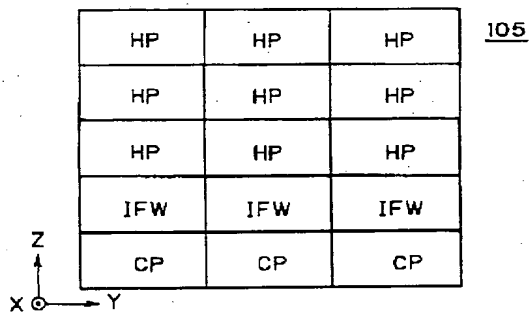 HP HP HP 105
HP HP HP
HP HP HP
IFW IFW IFW
Z
CP CP CP
X Y